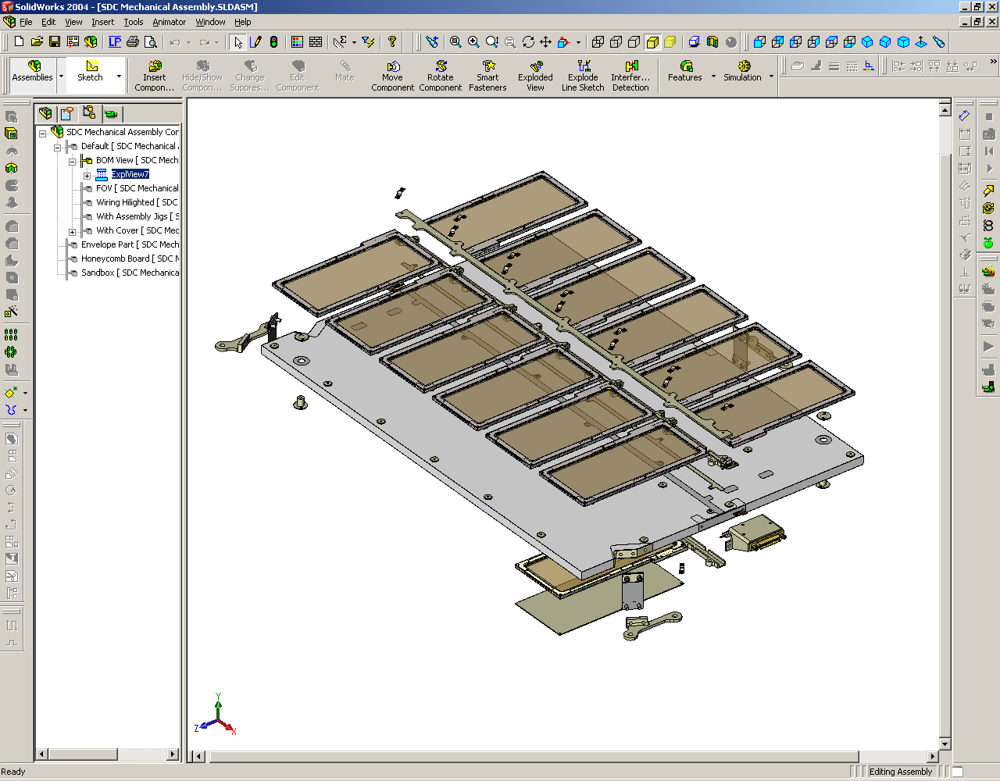 SolidWorks 2004 - [SDC Mechanical Assembly.SLDASM]
File Edit View Insert Tools Animator Window Help
Assemblies
Sketch
Insert Compon...
Hide/Show Compon...
Change Suppres...
Edit Component
Mate
Move Component
Rotate Component
Smart Fasteners
Exploded View
Explode Line Sketch
Interfer... Detection
Features
Simulation
SDC Mechanical Assembly Con
Default [ SDC Mechanical
BOM View [ SDC Mech
ExplView7
FOV [ SDC Mechanical
Wiring Hilighted [ SDC
With Assembly Jigs [ S
With Cover [ SDC Mec
Envelope Part [ SDC Mech
Honeycomb Board [ SDC M
Sandbox [ SDC Mechanica
Y
Z
X
Ready
Editing Assembly